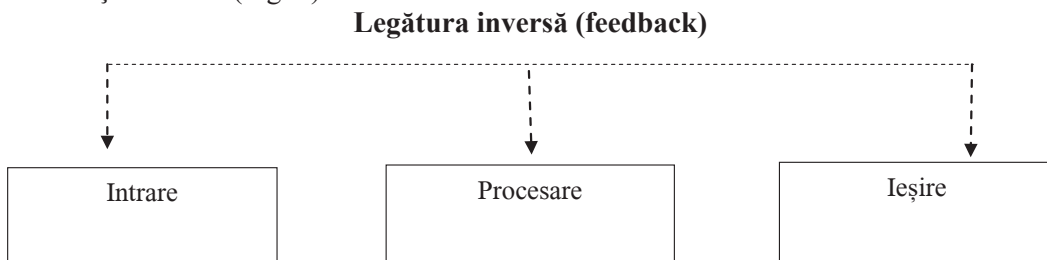 Legătura inversă (feedback)
Intrare
Procesare
Ieșire